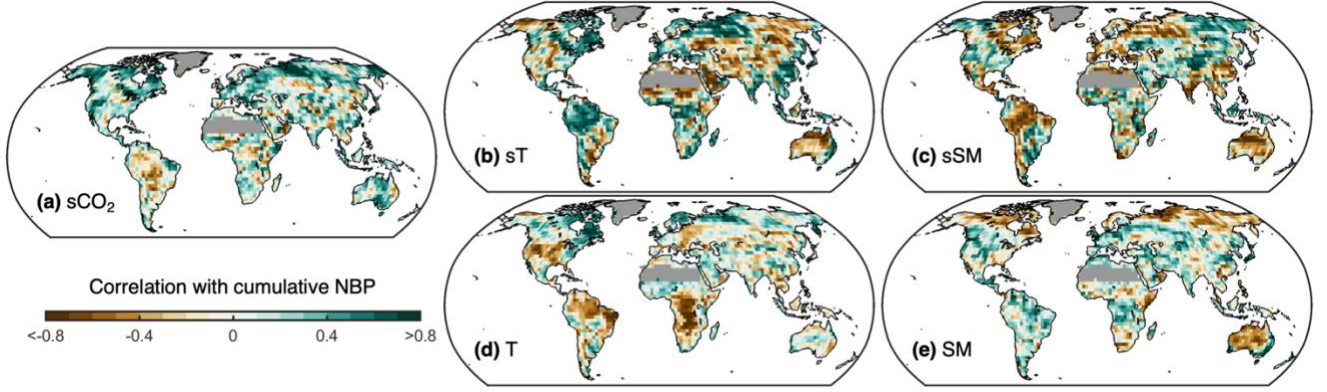 (a) sCO₂
(b) sT
(c) sSM
(d) T
(e) SM
Correlation with cumulative NBP
<-0.8 -0.4 0 0.4 >0.8